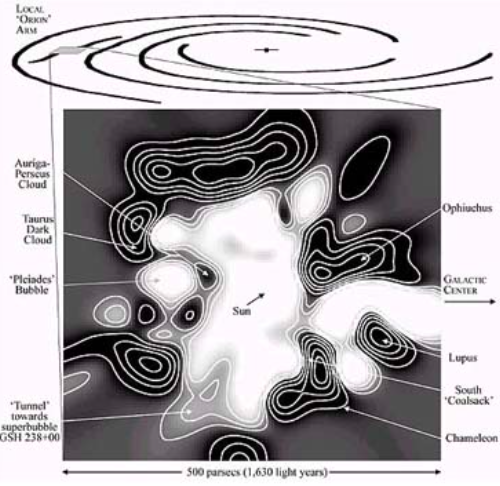 LOCAL
'ORION'
ARM
Auriga-
Perseus
Cloud
Taurus
Dark
Cloud
'Pleiades'
Bubble
'Tunnel'
towards
superbubble
GSH 238+00
Sun
Ophiuchus
GALACTIC
CENTER
Lupus
South
'Coalsack'
Chameleon
500 parsecs (1,630 light years)